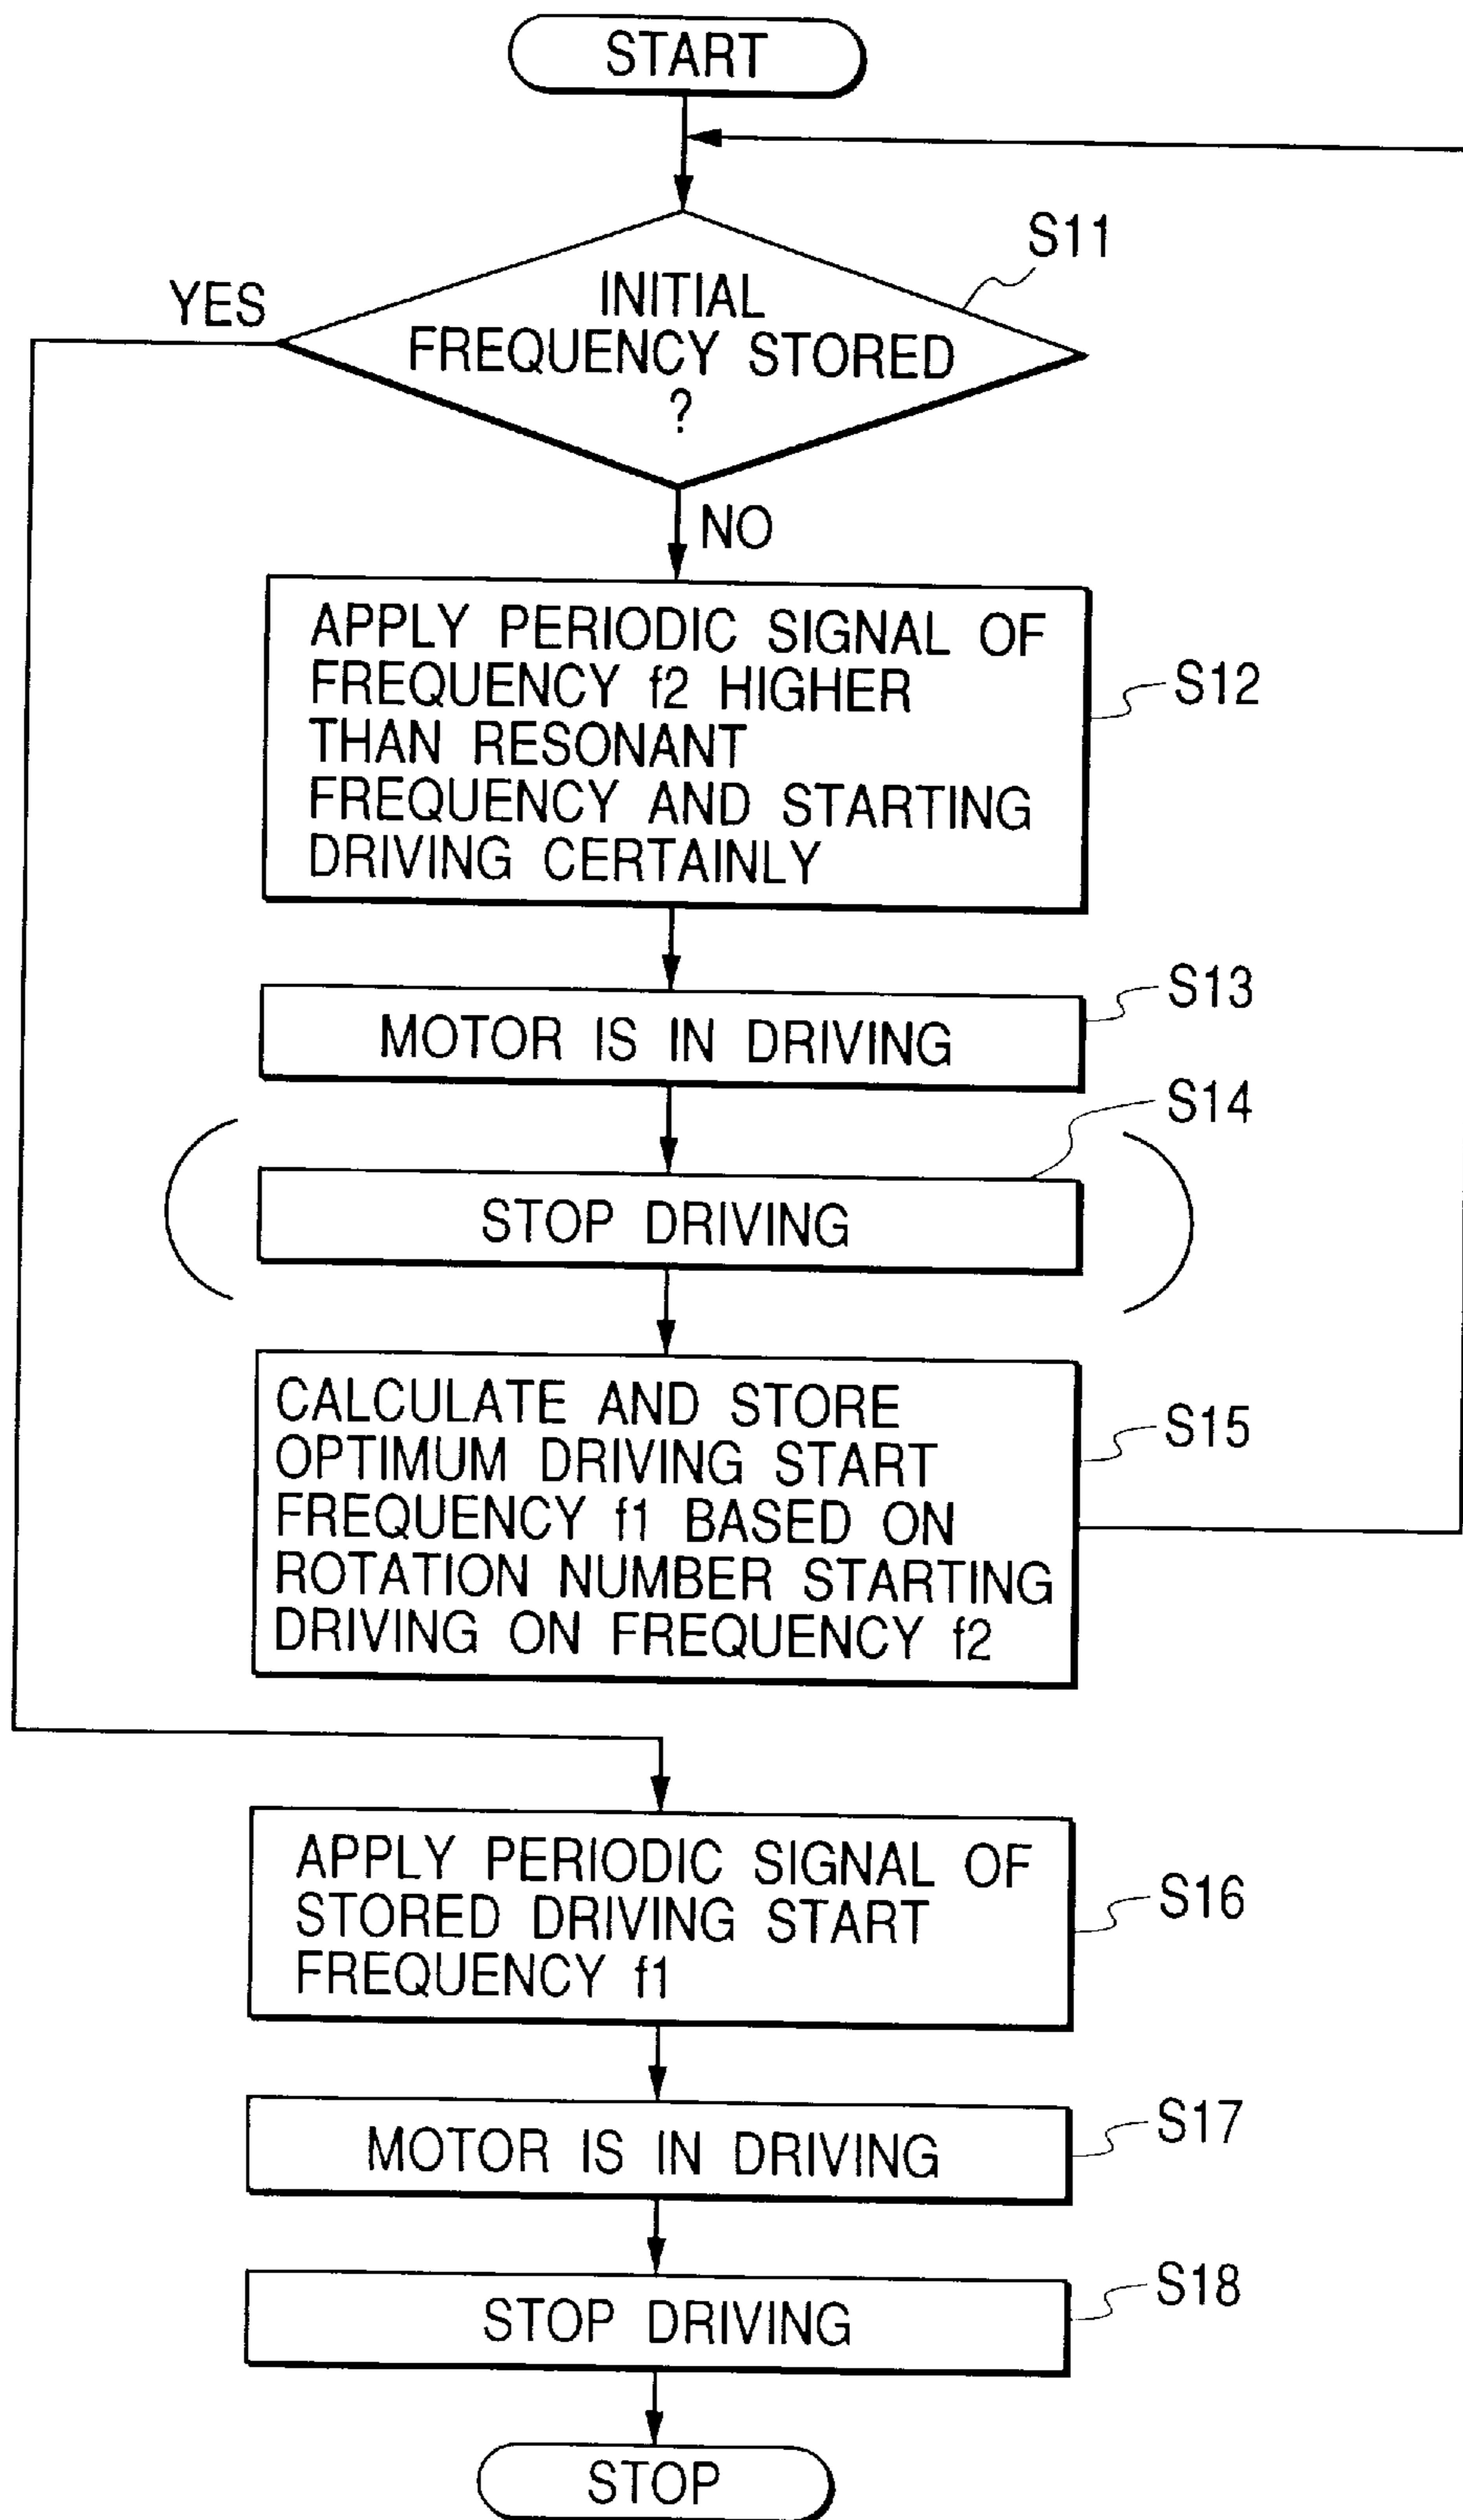 START
S11
YES
INITIAL
FREQUENCY STORED
?
NO
APPLY PERIODIC SIGNAL OF
FREQUENCY f2 HIGHER
THAN RESONANT
FREQUENCY AND STARTING
DRIVING CERTAINLY
S12
MOTOR IS IN DRIVING
S13
S14
STOP DRIVING
CALCULATE AND STORE
OPTIMUM DRIVING START
FREQUENCY f1 BASED ON
ROTATION NUMBER STARTING
DRIVING ON FREQUENCY f2
S15
APPLY PERIODIC SIGNAL OF
STORED DRIVING START
FREQUENCY f1
S16
MOTOR IS IN DRIVING
S17
STOP DRIVING
S18
STOP